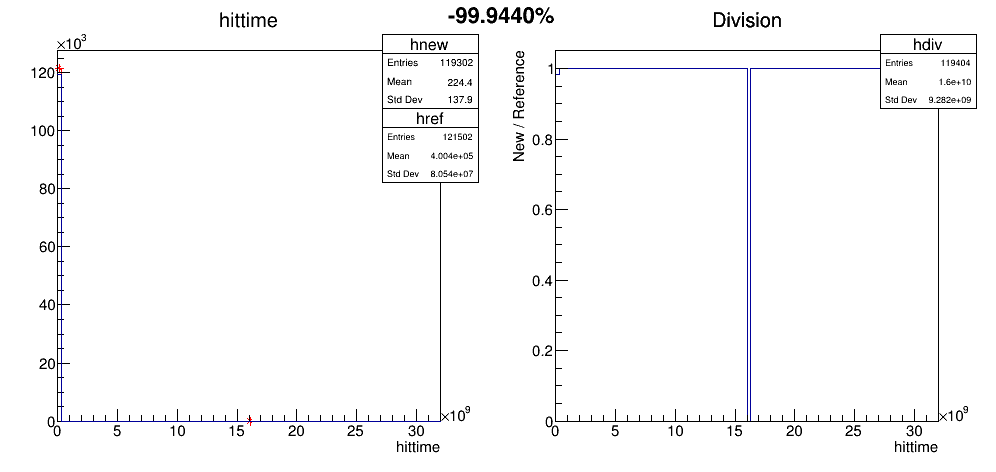 -99.9440%
hittime
×10³
120
100
80
60
40
20
0
0 5 10 15 20 25 30
×10⁹
hittime
hnew
Entries 119302
Mean 224.4
Std Dev 137.9
href
Entries 121502
Mean 4.004e+05
Std Dev 8.054e+07
Division
New / Reference
1
0.8
0.6
0.4
0.2
0
0 5 10 15 20 25 30
×10⁹
hittime
hdiv
Entries 119404
Mean 1.6e+10
Std Dev 9.282e+09